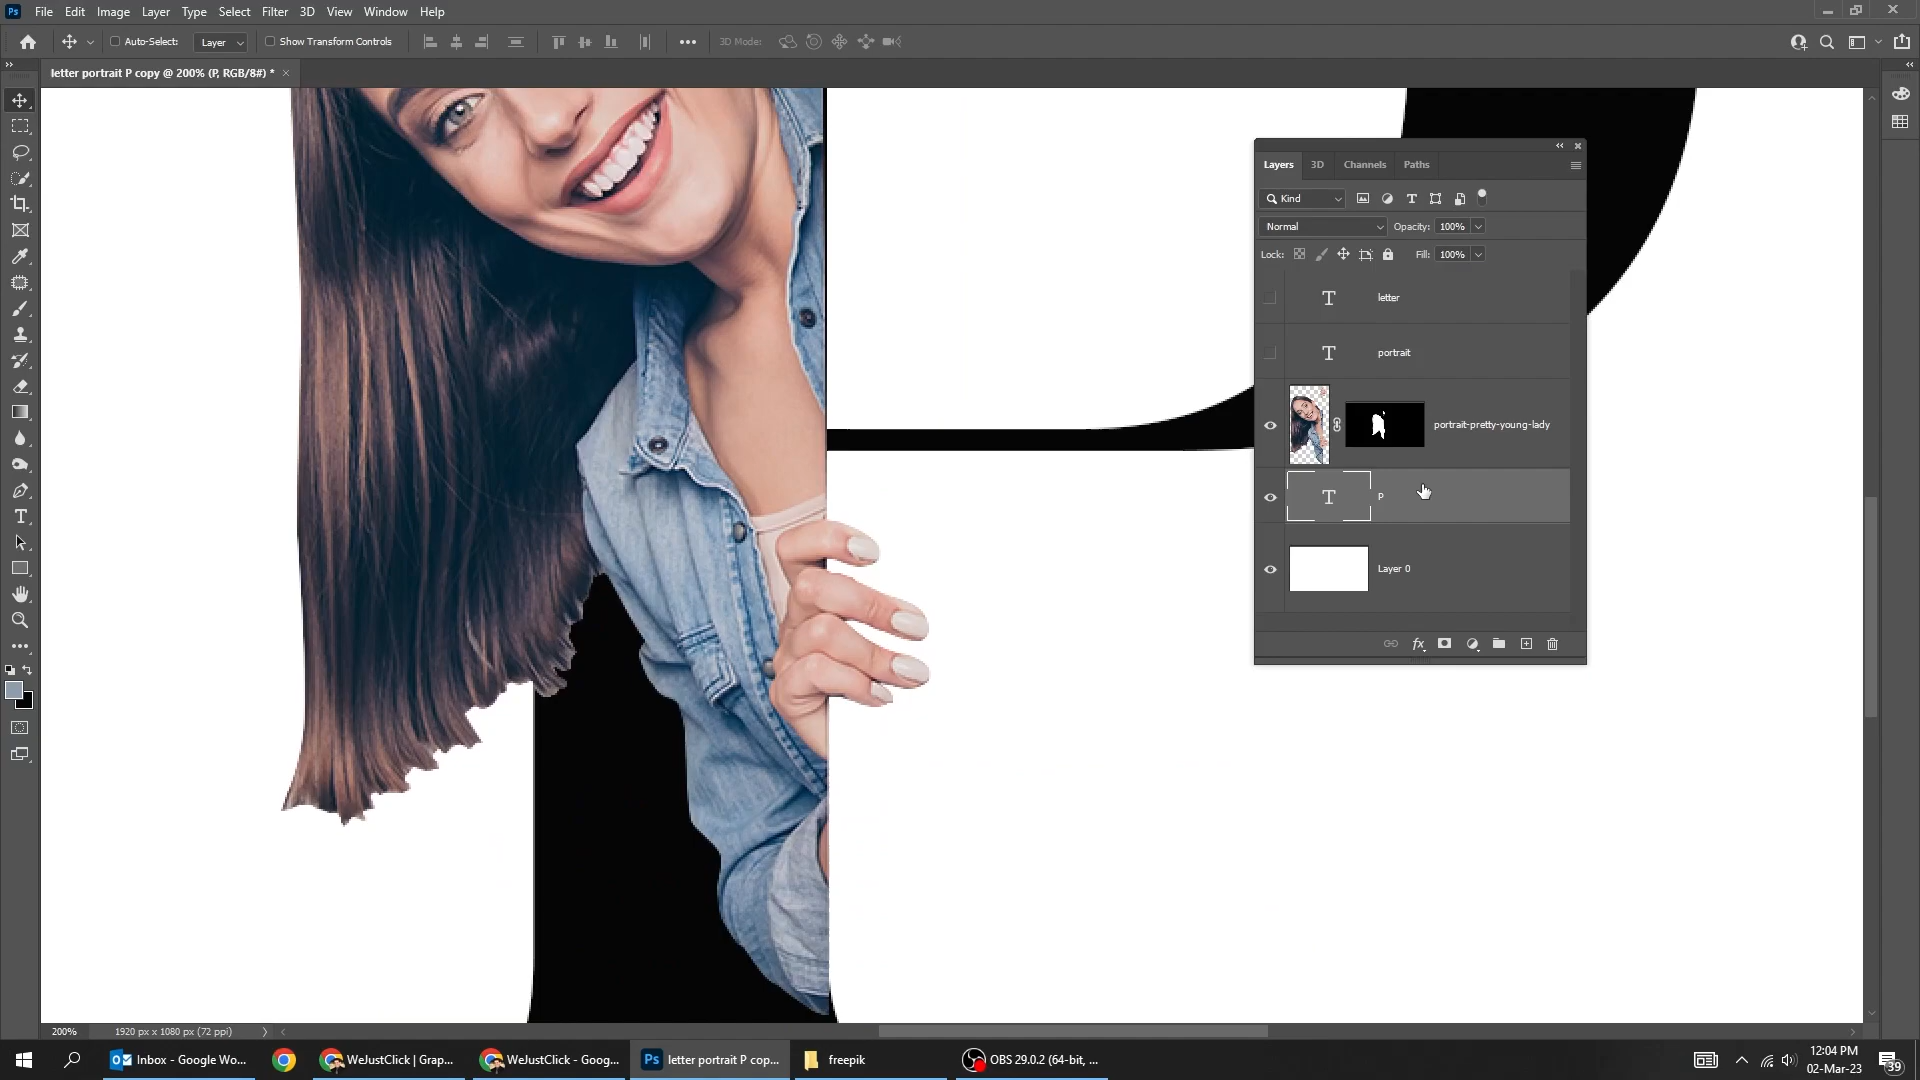 Ps File Edit Image Layer Type Select Filter 3D View Window Help
Auto-Select: Layer Show Transform Controls 3D Mode:
letter portrait P copy @ 200% (P, RGB/8#) *
Layers 3D Channels Paths
Kind
Normal Opacity: 100%
Lock: Fill: 100%
letter
portrait
portrait-pretty-young-lady
P
Layer 0
200% 1920 px x 1080 px (72 ppi)
Inbox - Google Wo... WeJustClick | Grap... WeJustClick - Goog... Ps letter portrait P cop... freepik OBS 29.0.2 (64-bit, ...
12:04 PM
02-Mar-23
39